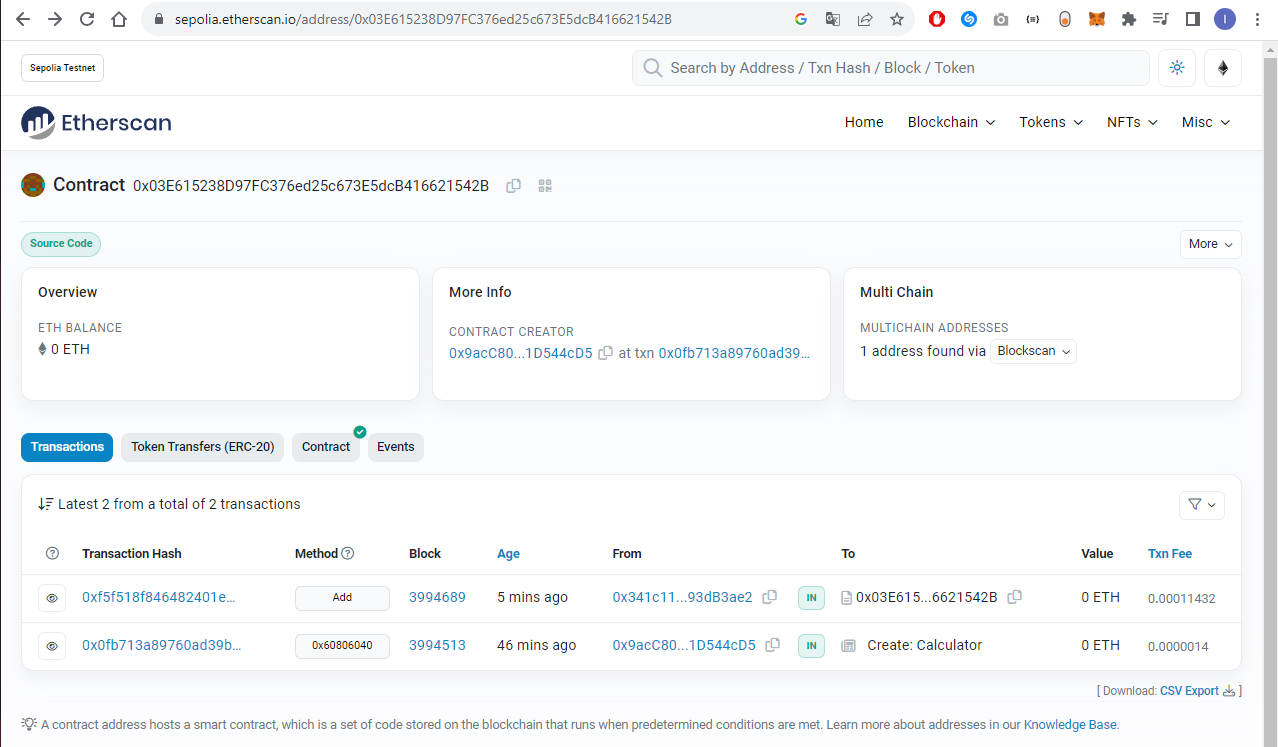 sepolia.etherscan.io/address/0x03E615238D97FC376ed25c673E5dcB416621542B
Sepolia Testnet
Search by Address / Txn Hash / Block / Token
Etherscan
Home Blockchain Tokens NFTs Misc
Contract 0x03E615238D97FC376ed25c673E5dcB416621542B
Source Code
More
Overview
ETH BALANCE
0 ETH
More Info
CONTRACT CREATOR
0x9acC80...1D544cD5 at txn 0x0fb713a89760ad39...
Multi Chain
MULTICHAIN ADDRESSES
1 address found via Blockscan
Transactions Token Transfers (ERC-20) Contract Events
Latest 2 from a total of 2 transactions
Transaction Hash Method Block Age From To Value Txn Fee
0xf5f518f846482401e... Add 3994689 5 mins ago 0x341c11...93dB3ae2 IN 0x03E615...6621542B 0 ETH 0.00011432
0x0fb713a89760ad39b... 0x60806040 3994513 46 mins ago 0x9acC80...1D544cD5 IN Create: Calculator 0 ETH 0.0000014
[ Download: CSV Export ]
A contract address hosts a smart contract, which is a set of code stored on the blockchain that runs when predetermined conditions are met. Learn more about addresses in our Knowledge Base.